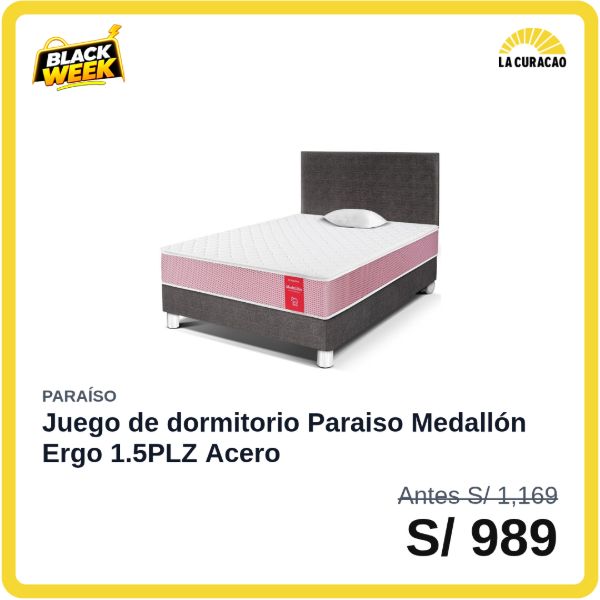 BLACK
WEEK
LA CURACAO
PARAÍSO
Juego de dormitorio Paraiso Medallón
Ergo 1.5PLZ Acero
Antes S/ 1,169
S/ 989